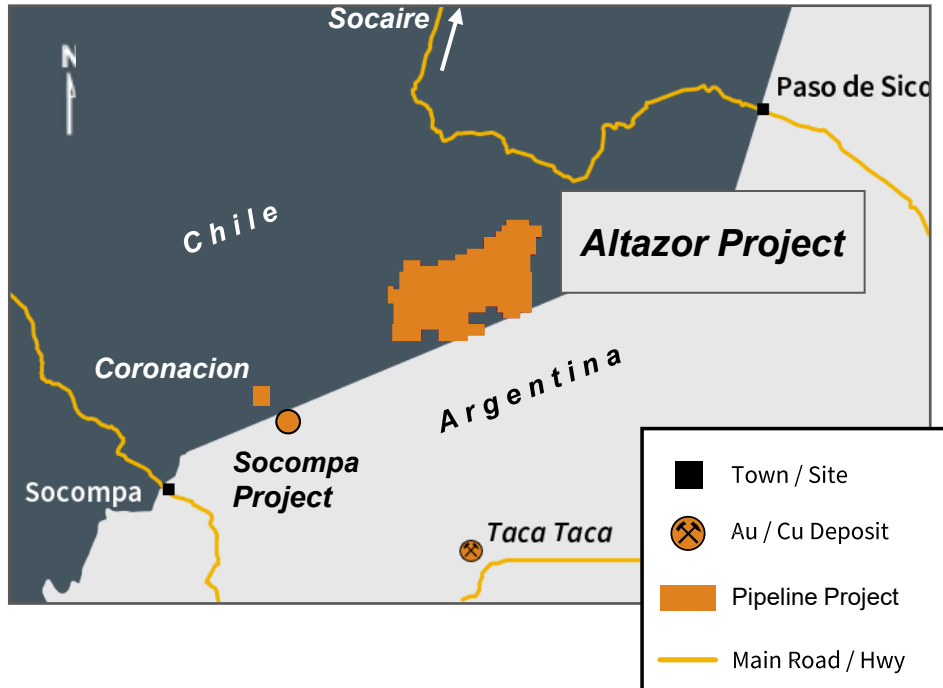 Socaire
N
Paso de Sico
Chile
Altazor Project
Coronacion
Argentina
Socompa
Project
Socompa
Taca Taca
Town / Site
Au / Cu Deposit
Pipeline Project
Main Road / Hwy